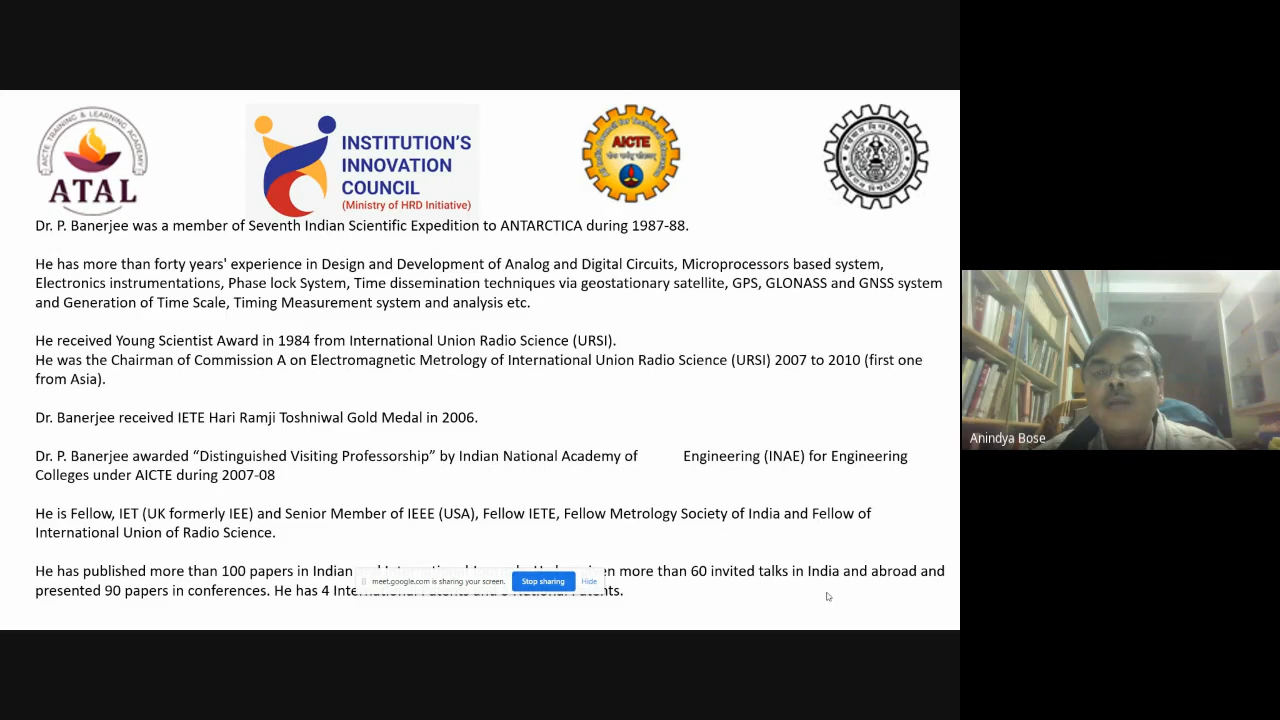 AICTE TRAINING & LEARNING ACADEMY
ATAL
INSTITUTION'S
INNOVATION
COUNCIL
(Ministry of HRD Initiative)
AICTE
Dr. P. Banerjee was a member of Seventh Indian Scientific Expedition to ANTARCTICA during 1987-88.
He has more than forty years' experience in Design and Development of Analog and Digital Circuits, Microprocessors based system,
Electronics instrumentations, Phase lock System, Time dissemination techniques via geostationary satellite, GPS, GLONASS and GNSS system
and Generation of Time Scale, Timing Measurement system and analysis etc.
He received Young Scientist Award in 1984 from International Union Radio Science (URSI).
He was the Chairman of Commission A on Electromagnetic Metrology of International Union Radio Science (URSI) 2007 to 2010 (first one
from Asia).
Dr. Banerjee received IETE Hari Ramji Toshniwal Gold Medal in 2006.
Dr. P. Banerjee awarded “Distinguished Visiting Professorship” by Indian National Academy of Engineering (INAE) for Engineering
Colleges under AICTE during 2007-08
He is Fellow, IET (UK formerly IEE) and Senior Member of IEEE (USA), Fellow IETE, Fellow Metrology Society of India and Fellow of
International Union of Radio Science.
He has published more than 100 papers in Indian more than 60 invited talks in India and abroad and
meet.google.com is sharing your screen. Stop sharing Hide
presented 90 papers in conferences. He has 4
Anindya Bose